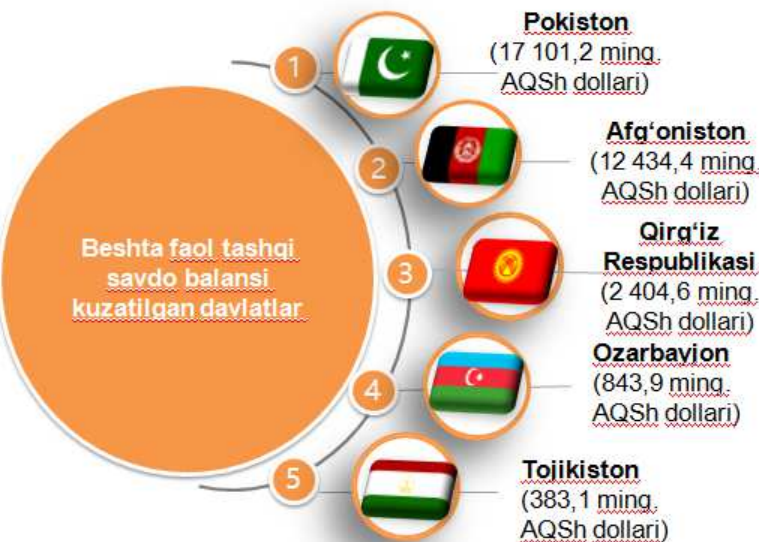 Beshta faol tashqi
savdo balansi
kuzatilgan davlatlar
1
Pokiston
(17 101,2 ming.
AQSh dollari)
2
Afg‘oniston
(12 434,4 ming.
AQSh dollari)
3
Qirg‘iz
Respublikasi
(2 404,6 ming.
AQSh dollari)
4
Ozarbayjon
(843,9 ming.
AQSh dollari)
5
Tojikiston
(383,1 ming.
AQSh dollari)